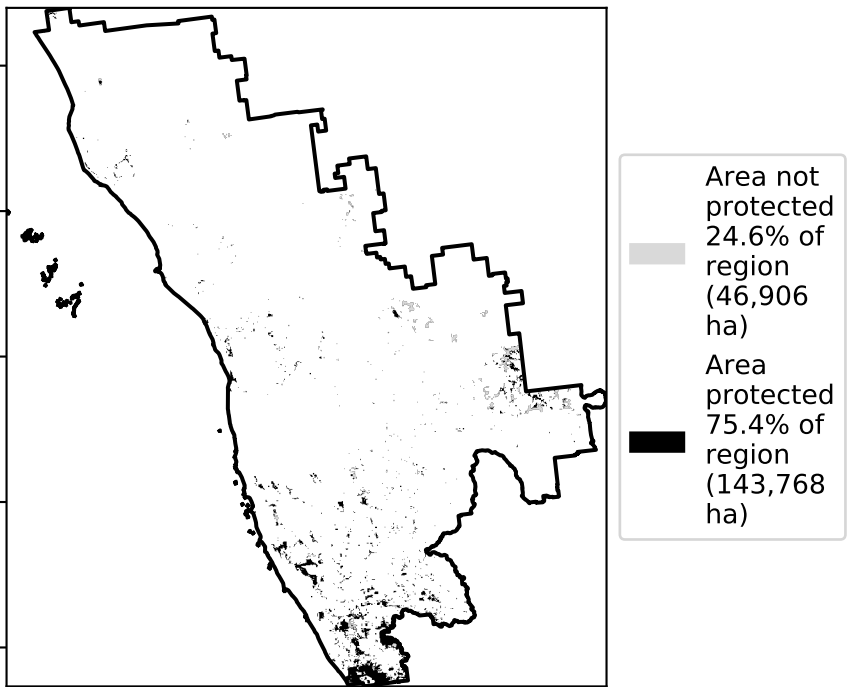 Area not
protected
24.6% of
region
(46,906
ha)
Area
protected
75.4% of
region
(143,768
ha)